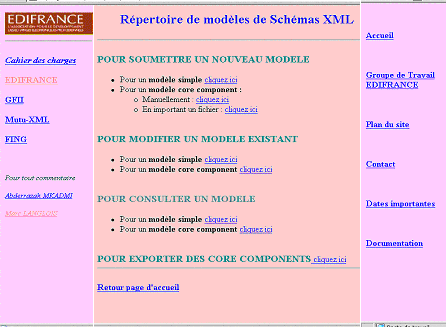 EDIFRANCE
Cahier des charges
EDIFRANCE
GFII
Mutu-XML
FING
Pour tout commentaire
Abderrazak MKADMI
Marc LANGLOIS
Répertoire de modèles de Schémas XML
POUR SOUMETTRE UN NOUVEAU MODELE
Pour un modèle simple cliquez ici
Pour un modèle core component :
Manuellement : cliquez ici
En important un fichier : cliquez ici
POUR MODIFIER UN MODELE EXISTANT
Pour un modèle simple cliquez ici
Pour un modèle core component cliquez ici
POUR CONSULTER UN MODELE
Pour un modèle simple cliquez ici
Pour un modèle core component cliquez ici
POUR EXPORTER DES CORE COMPONENTS cliquez ici
Retour page d'accueil
Accueil
Groupe de Travail
EDIFRANCE
Plan du site
Contact
Dates importantes
Documentation